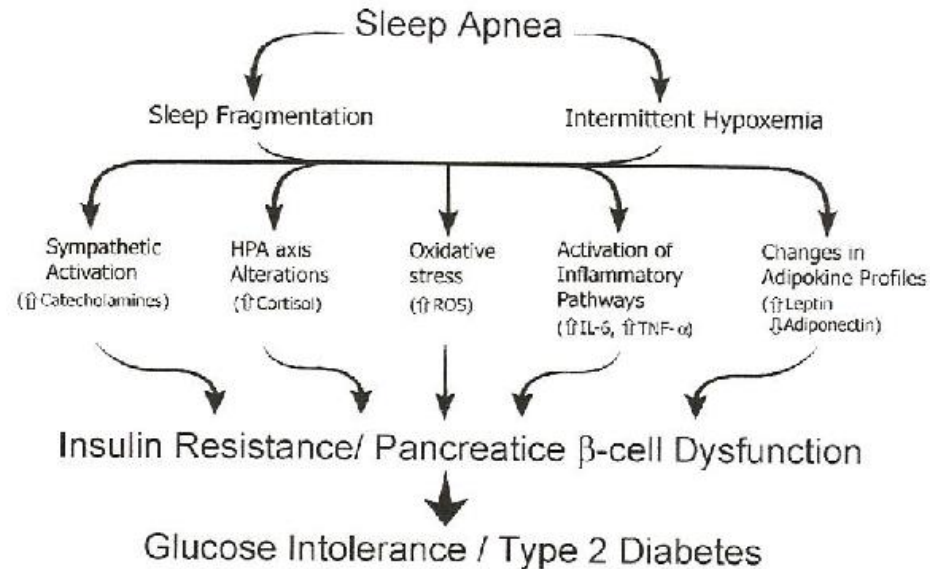 Sleep Apnea
Sleep Fragmentation
Intermittent Hypoxemia
Sympathetic
Activation
(⇧Catecholamines)
HPA axis
Alterations
(⇧Cortisol)
Oxidative
stress
(⇧ROS)
Activation of
Inflammatory
Pathways
(⇧IL-6, ⇧TNF-α)
Changes in
Adipokine Profiles
(⇧Leptin
⇩Adiponectin)
Insulin Resistance/ Pancreatice β-cell Dysfunction
Glucose Intolerance / Type 2 Diabetes